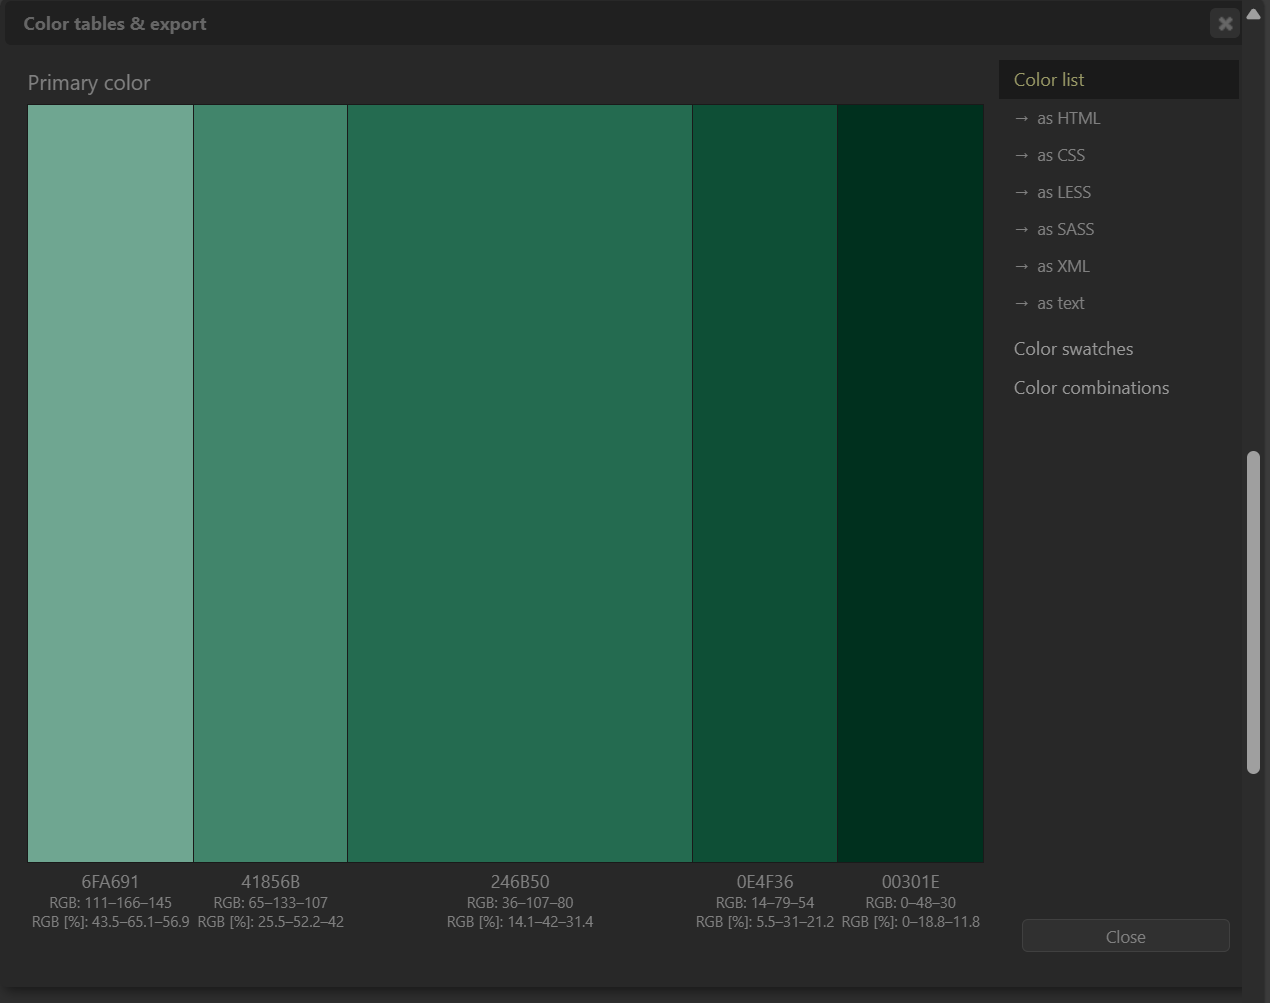 Color tables & export
Primary color
6FA691
RGB: 111–166–145
RGB [%]: 43.5–65.1–56.9
41856B
RGB: 65–133–107
RGB [%]: 25.5–52.2–42
246B50
RGB: 36–107–80
RGB [%]: 14.1–42–31.4
0E4F36
RGB: 14–79–54
RGB [%]: 5.5–31–21.2
00301E
RGB: 0–48–30
RGB [%]: 0–18.8–11.8
Color list
→ as HTML
→ as CSS
→ as LESS
→ as SASS
→ as XML
→ as text
Color swatches
Color combinations
Close